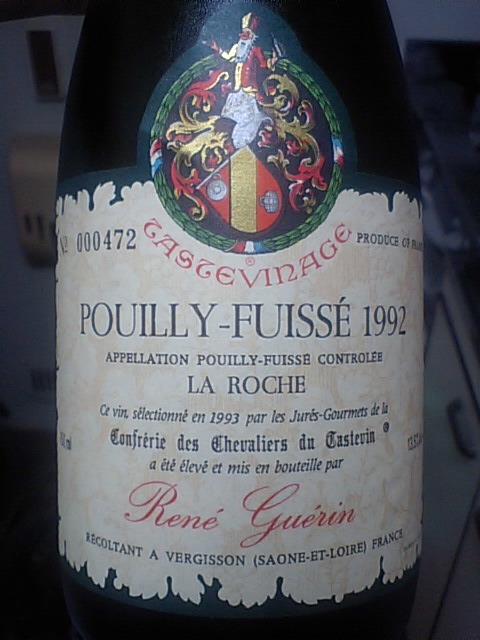 Nº 000472
TASTEVINAGE ®
PRODUCE OF
POUILLY-FUISSÉ 1992
APPELLATION POUILLY-FUISSÉ CONTROLÉE
LA ROCHE
Ce vin, sélectionné en 1993 par les Jurés-Gourmets de la
Confrérie des Chevaliers du Tastevin ®
a été élevé et mis en bouteille par
René Guérin
RÉCOLTANT A VERGISSON (SAONE-ET-LOIRE) FRANCE